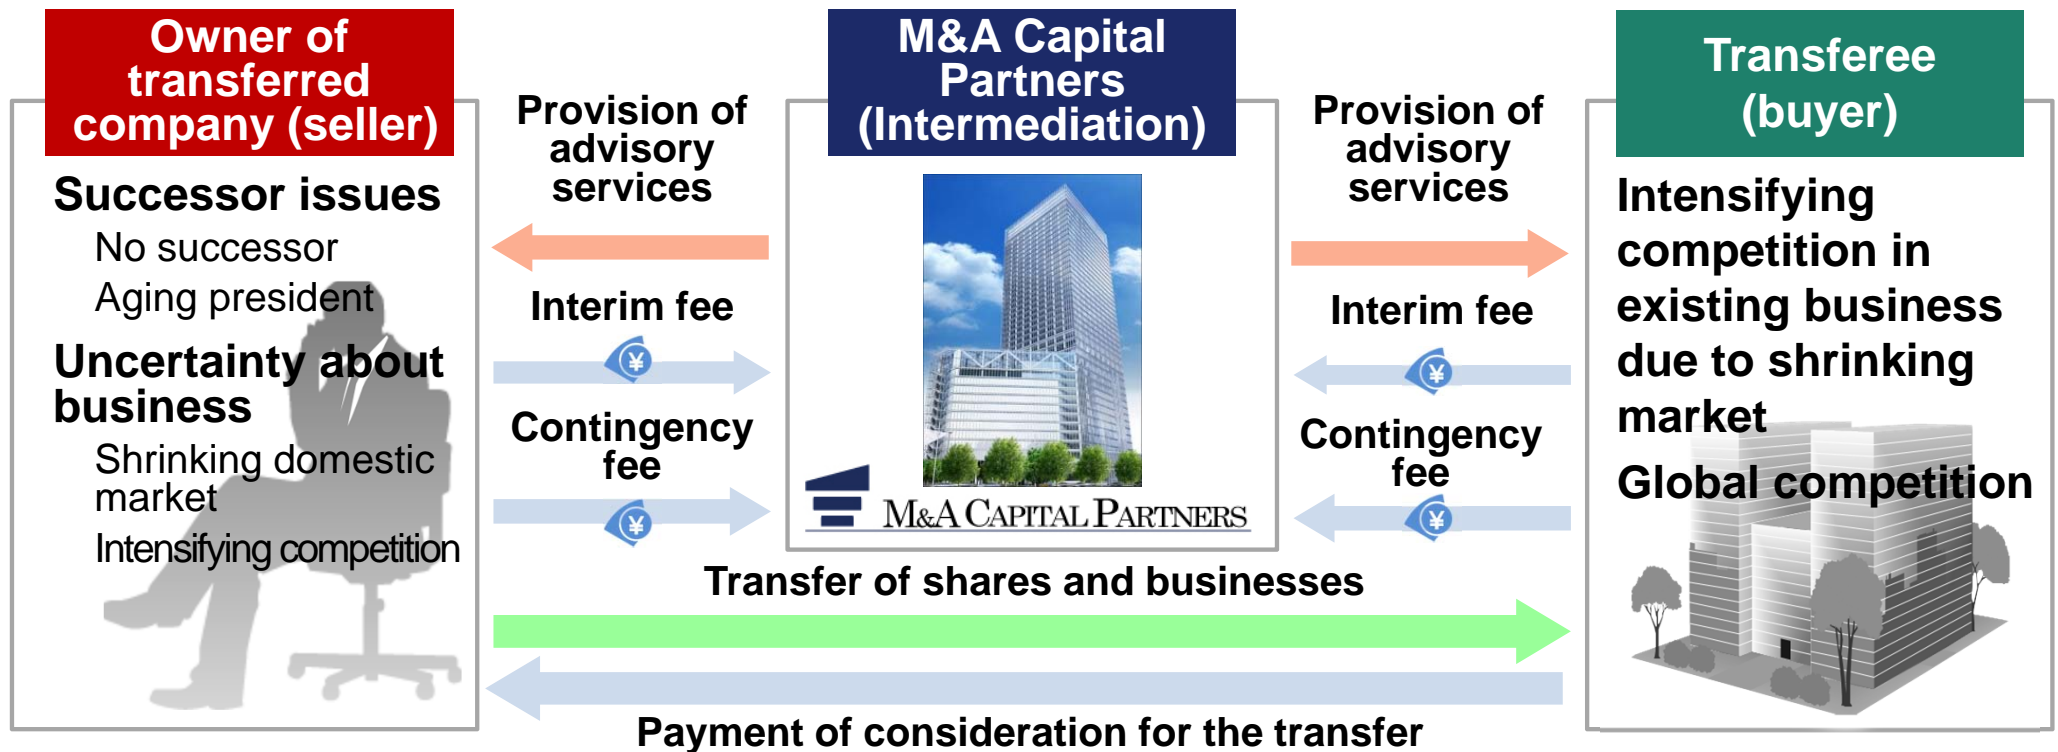 Owner of
transferred
company (seller)
Successor issues
No successor
Aging president
Uncertainty about
business
Shrinking domestic
market
Intensifying competition
Provision of
advisory
services
Interim fee
¥
Contingency
fee
¥
M&A Capital
Partners
(Intermediation)
M&A CAPITAL PARTNERS
Provision of
advisory
services
Interim fee
¥
Contingency
fee
¥
Transferee
(buyer)
Intensifying
competition in
existing business
due to shrinking
market
Global competition
Transfer of shares and businesses
Payment of consideration for the transfer